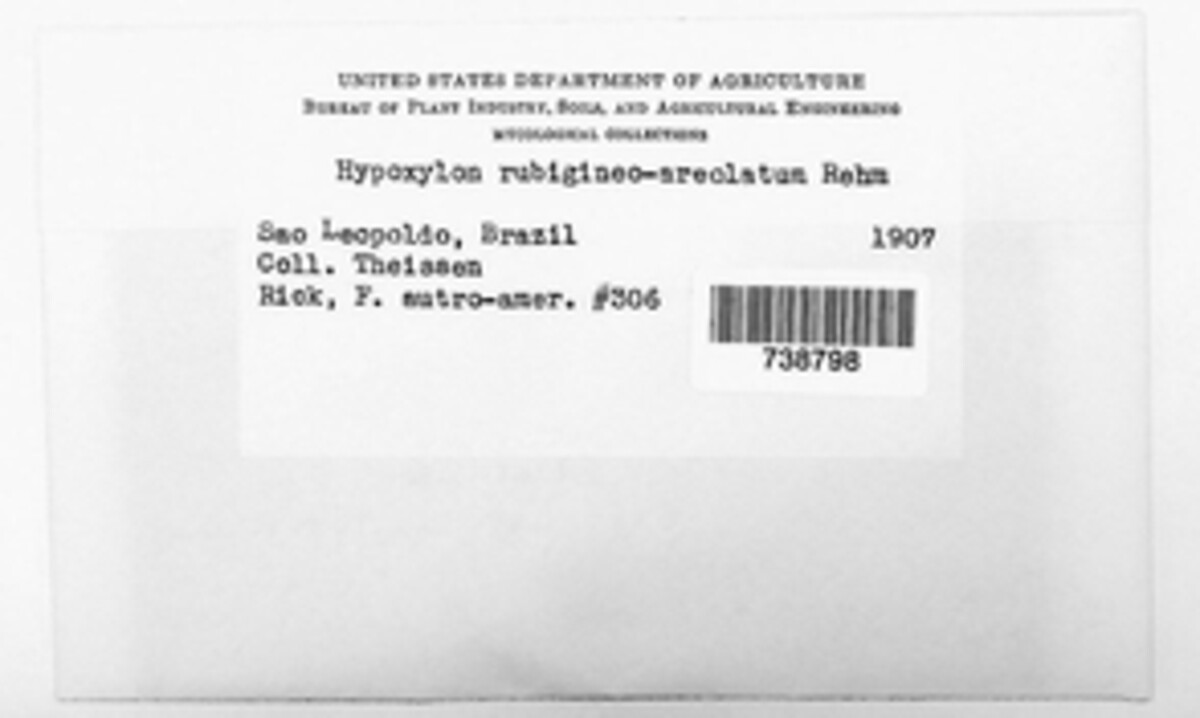 UNITED STATES DEPARTMENT OF AGRICULTURE
BUREAU OF PLANT INDUSTRY, SOILS, AND AGRICULTURAL ENGINEERING
MYCOLOGICAL COLLECTIONS
Hypoxylon rubigineo-areolatum Rehm
Sao Leopoldo, Brazil 1907
Coll. Theissen
Rick, F. autro-amer. #306
738798